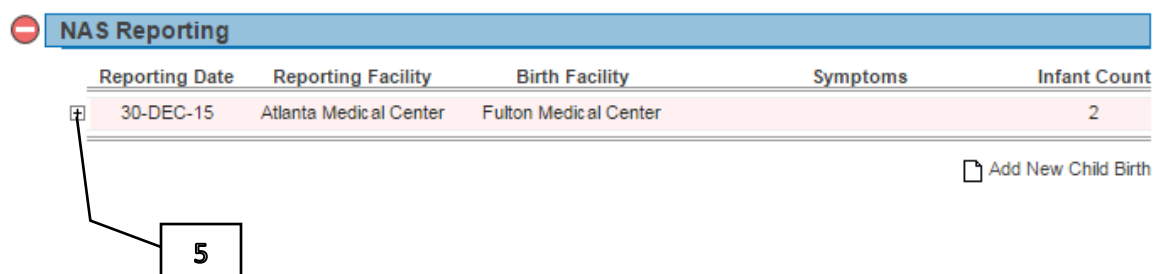 NAS Reporting
Reporting Date Reporting Facility Birth Facility Symptoms Infant Count
30-DEC-15 Atlanta Medical Center Fulton Medical Center 2
Add New Child Birth
5